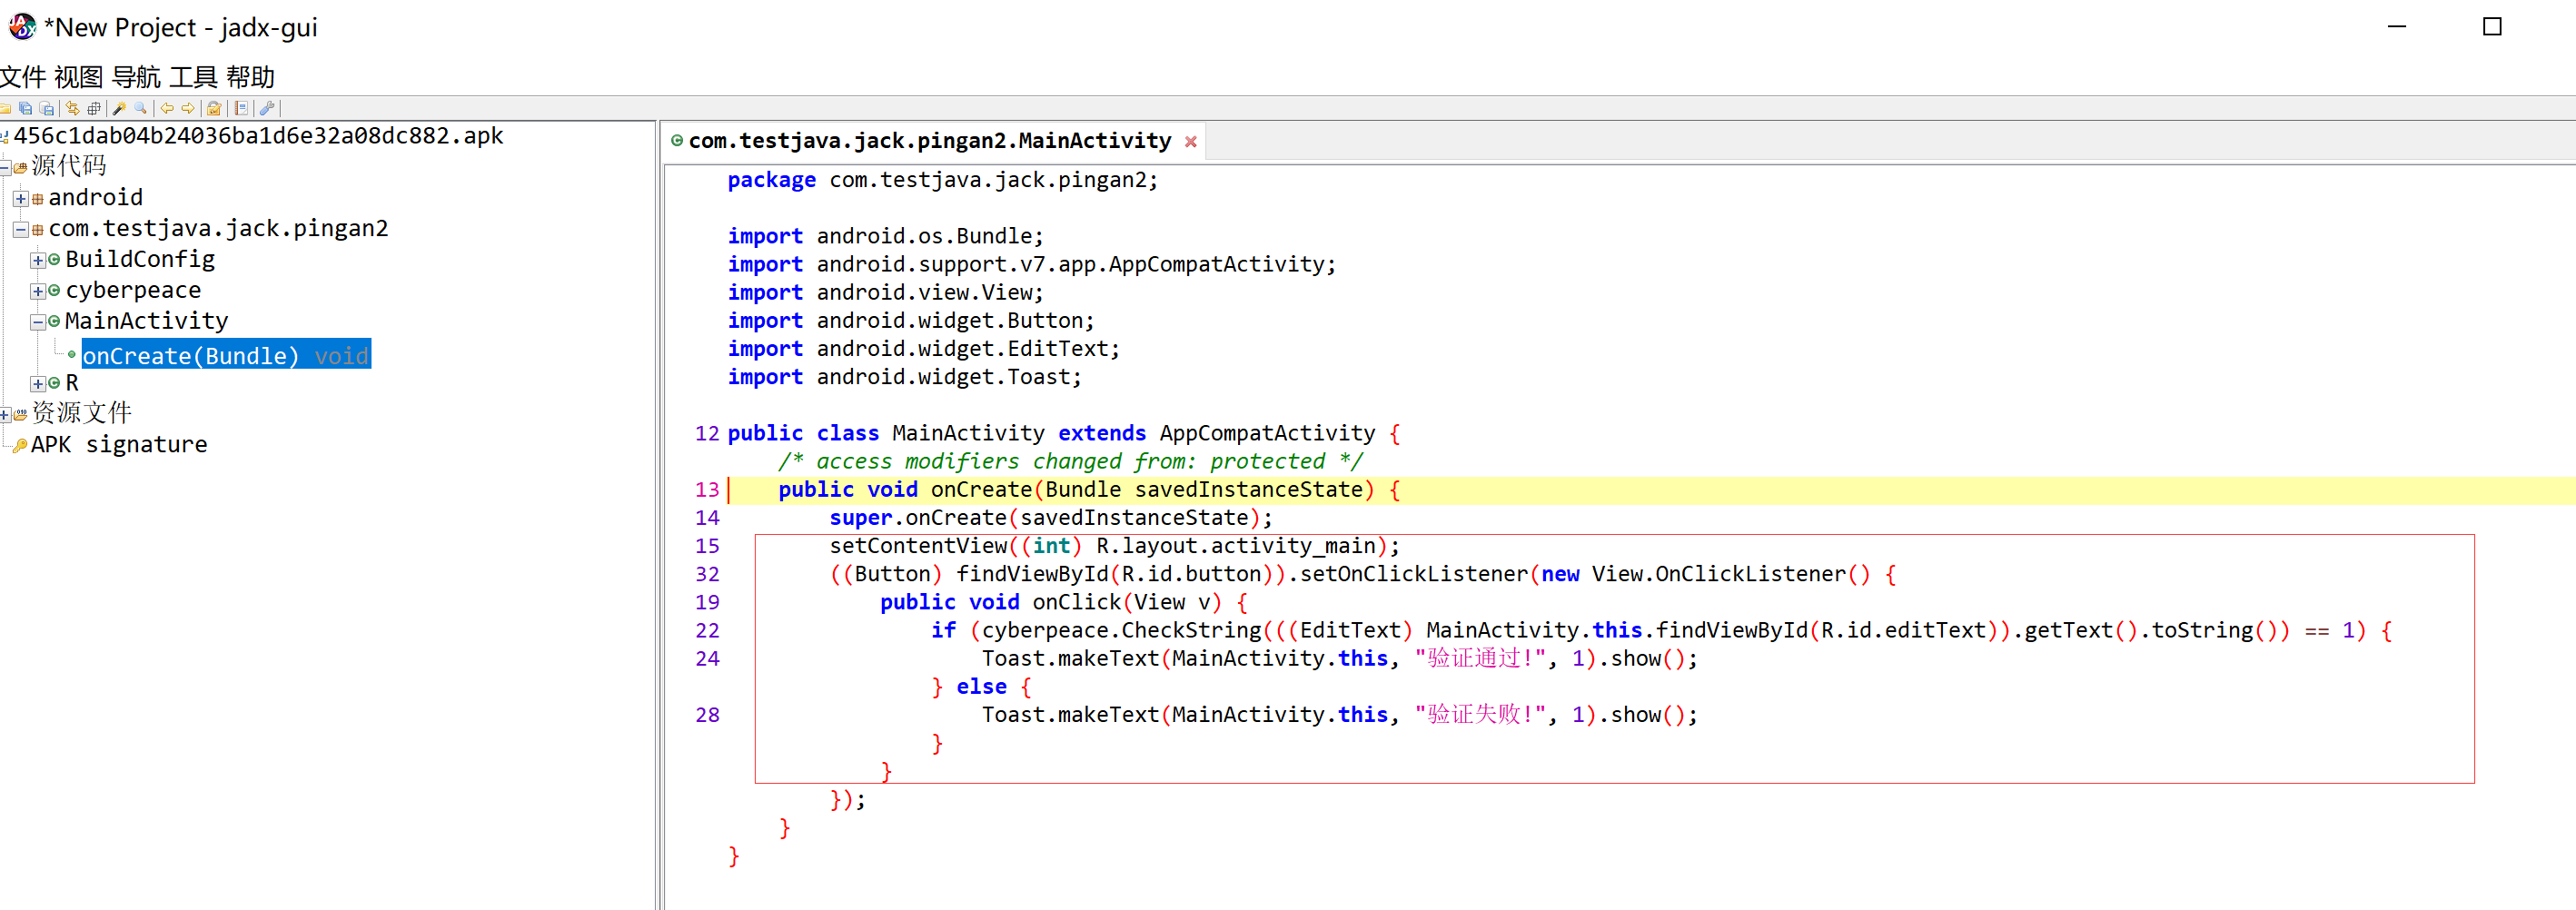 *New Project - jadx-gui
文件 视图 导航 工具 帮助
456c1dab04b24036ba1d6e32a08dc882.apk
源代码
android
com.testjava.jack.pingan2
BuildConfig
cyberpeace
MainActivity
onCreate(Bundle) void
R
资源文件
APK signature
com.testjava.jack.pingan2.MainActivity
package com.testjava.jack.pingan2;
import android.os.Bundle;
import android.support.v7.app.AppCompatActivity;
import android.view.View;
import android.widget.Button;
import android.widget.EditText;
import android.widget.Toast;
12 public class MainActivity extends AppCompatActivity {
/* access modifiers changed from: protected */
13 public void onCreate(Bundle savedInstanceState) {
14 super.onCreate(savedInstanceState);
15 setContentView((int) R.layout.activity_main);
32 ((Button) findViewById(R.id.button)).setOnClickListener(new View.OnClickListener() {
19 public void onClick(View v) {
22 if (cyberpeace.CheckString(((EditText) MainActivity.this.findViewById(R.id.editText)).getText().toString()) == 1) {
24 Toast.makeText(MainActivity.this, "验证通过!", 1).show();
} else {
28 Toast.makeText(MainActivity.this, "验证失败!", 1).show();
}
}
});
}
}